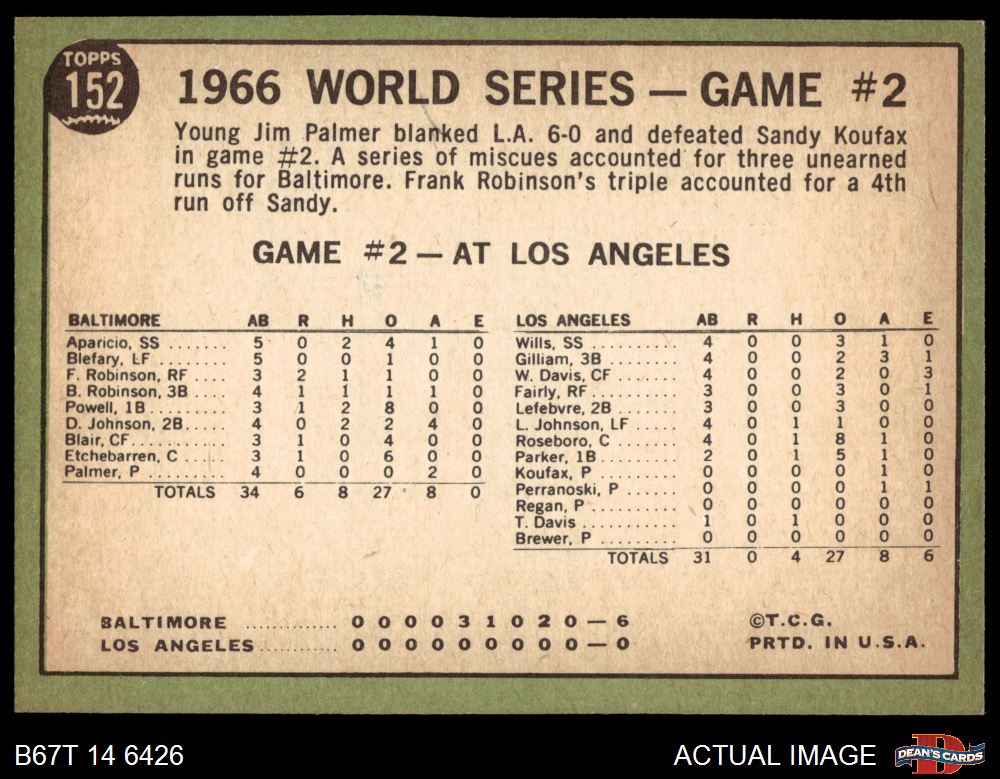 TOPPS
152
1966 WORLD SERIES — GAME #2
Young Jim Palmer blanked L.A. 6-0 and defeated Sandy Koufax
in game #2. A series of miscues accounted for three unearned
runs for Baltimore. Frank Robinson's triple accounted for a 4th
run off Sandy.
GAME #2 — AT LOS ANGELES
BALTIMORE AB R H O A E
Aparicio, SS ....... 5 0 2 4 1 0
Blefary, LF ........ 5 0 0 1 0 0
F. Robinson, RF .... 3 2 1 1 0 0
B. Robinson, 3B .... 4 1 1 1 1 0
Powell, 1B ......... 3 1 2 8 0 0
D. Johnson, 2B ..... 4 0 2 2 4 0
Blair, CF .......... 3 1 0 4 0 0
Etchebarren, C ..... 3 1 0 6 0 0
Palmer, P .......... 4 0 0 0 2 0
TOTALS 34 6 8 27 8 0
LOS ANGELES AB R H O A E
Wills, SS .......... 4 0 0 3 1 0
Gilliam, 3B ........ 4 0 0 2 3 1
W. Davis, CF ....... 4 0 0 2 0 3
Fairly, RF ......... 3 0 0 3 0 1
Lefebvre, 2B ....... 3 0 0 3 0 0
L. Johnson, LF ..... 4 0 1 1 0 0
Roseboro, C ........ 4 0 1 8 1 0
Parker, 1B ......... 2 0 1 5 1 0
Koufax, P .......... 0 0 0 0 1 0
Perranoski, P ...... 0 0 0 0 1 1
Regan, P ........... 0 0 0 0 0 0
T. Davis ........... 1 0 1 0 0 0
Brewer, P .......... 0 0 0 0 0 0
TOTALS 31 0 4 27 8 6
BALTIMORE ............. 0 0 0 0 3 1 0 2 0 — 6
LOS ANGELES ........... 0 0 0 0 0 0 0 0 0 — 0
©T.C.G.
PRTD. IN U.S.A.
B67T 14 6426
ACTUAL IMAGE
D
DEAN'S CARDS